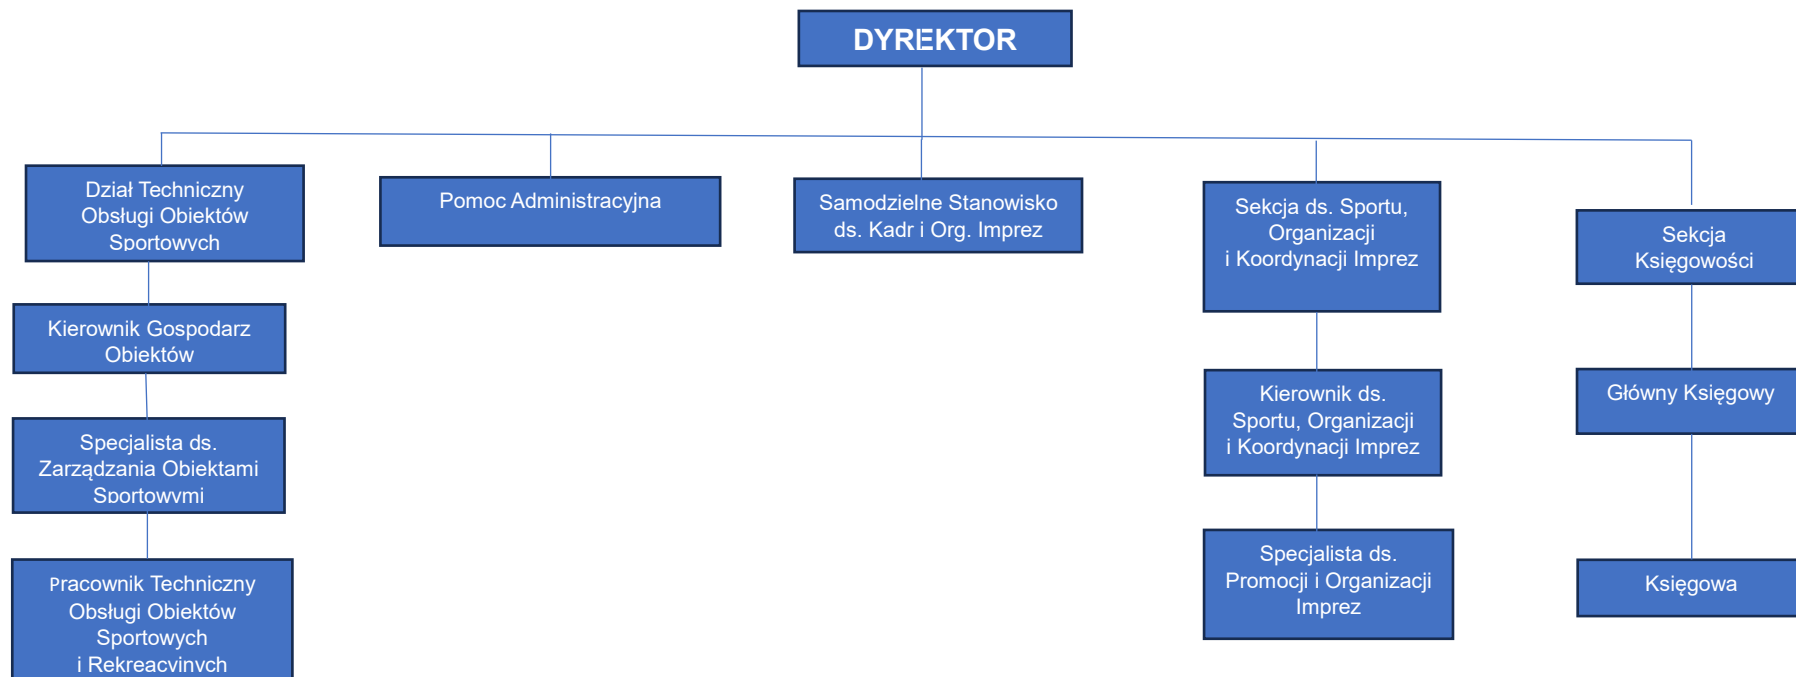 DYREKTOR
Dział Techniczny
Obsługi Obiektów
Sportowych
Pomoc Administracyjna
Samodzielne Stanowisko
ds. Kadr i Org. Imprez
Sekcja ds. Sportu,
Organizacji
i Koordynacji Imprez
Sekcja
Księgowości
Kierownik Gospodarz
Obiektów
Kierownik ds.
Sportu, Organizacji
i Koordynacji Imprez
Główny Księgowy
Specjalista ds.
Zarządzania Obiektami
Sportowymi
Specjalista ds.
Promocji i Organizacji
Imprez
Księgowa
Pracownik Techniczny
Obsługi Obiektów
Sportowych
i Rekreacyjnych